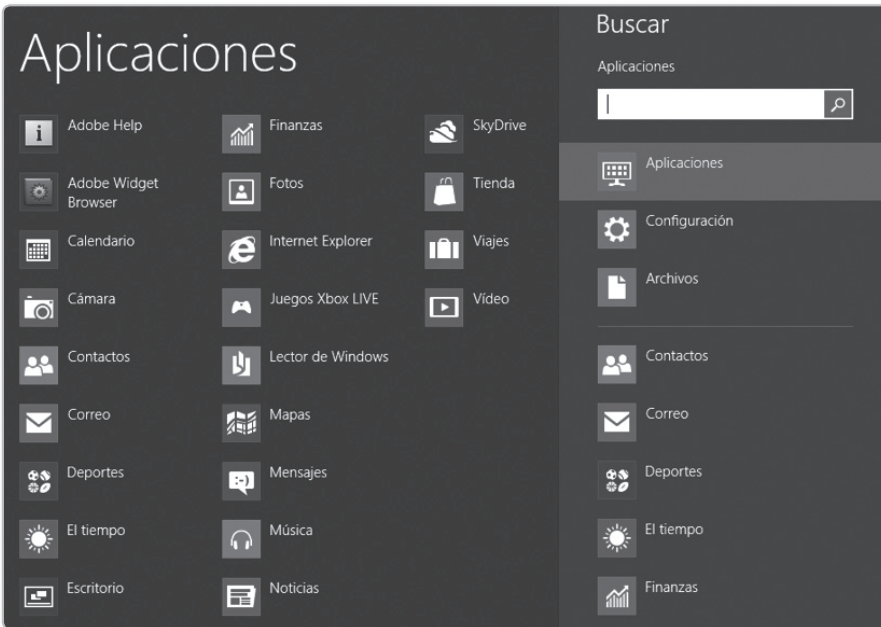 Aplicaciones
Adobe Help
Adobe Widget
Browser
Calendario
Cámara
Contactos
Correo
Deportes
El tiempo
Escritorio
Finanzas
Fotos
Internet Explorer
Juegos Xbox LIVE
Lector de Windows
Mapas
Mensajes
Música
Noticias
SkyDrive
Tienda
Viajes
Vídeo
Buscar
Aplicaciones
Aplicaciones
Configuración
Archivos
Contactos
Correo
Deportes
El tiempo
Finanzas